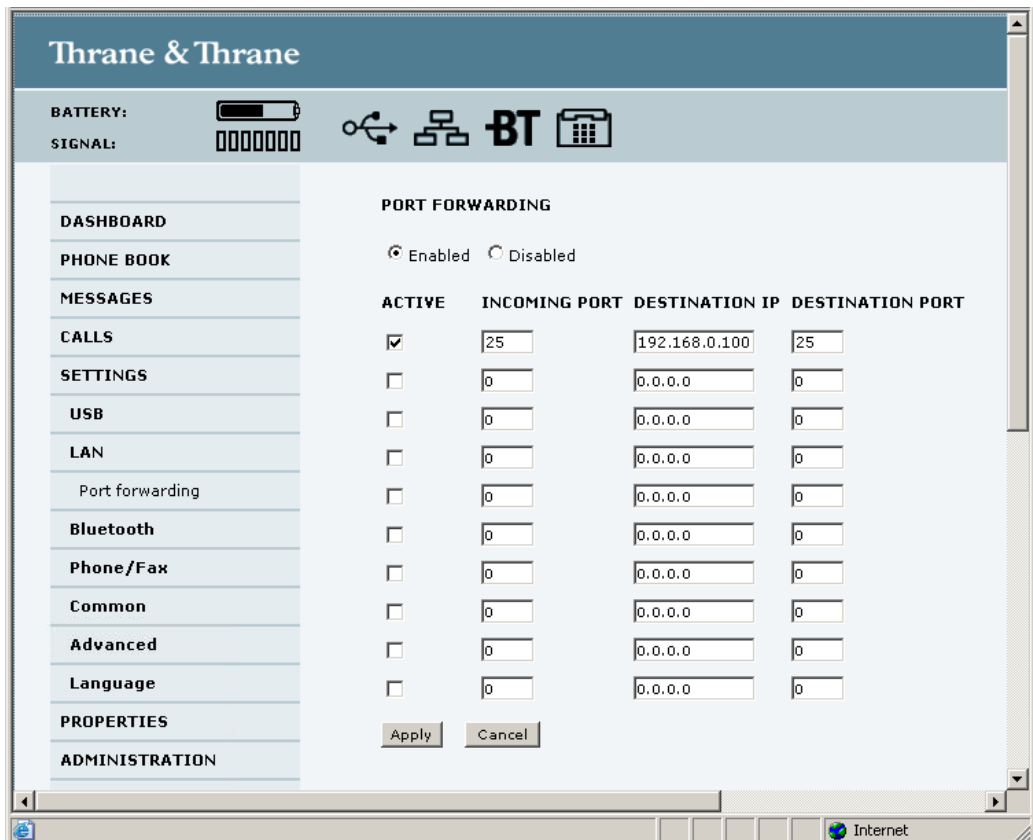 Thrane & Thrane
BATTERY:
SIGNAL:
BT
DASHBOARD
PHONE BOOK
MESSAGES
CALLS
SETTINGS
USB
LAN
Port forwarding
Bluetooth
Phone/Fax
Common
Advanced
Language
PROPERTIES
ADMINISTRATION
PORT FORWARDING
Enabled Disabled
ACTIVE INCOMING PORT DESTINATION IP DESTINATION PORT
25 192.168.0.100 25
0 0.0.0.0 0
0 0.0.0.0 0
0 0.0.0.0 0
0 0.0.0.0 0
0 0.0.0.0 0
0 0.0.0.0 0
0 0.0.0.0 0
0 0.0.0.0 0
0 0.0.0.0 0
Apply Cancel
Internet